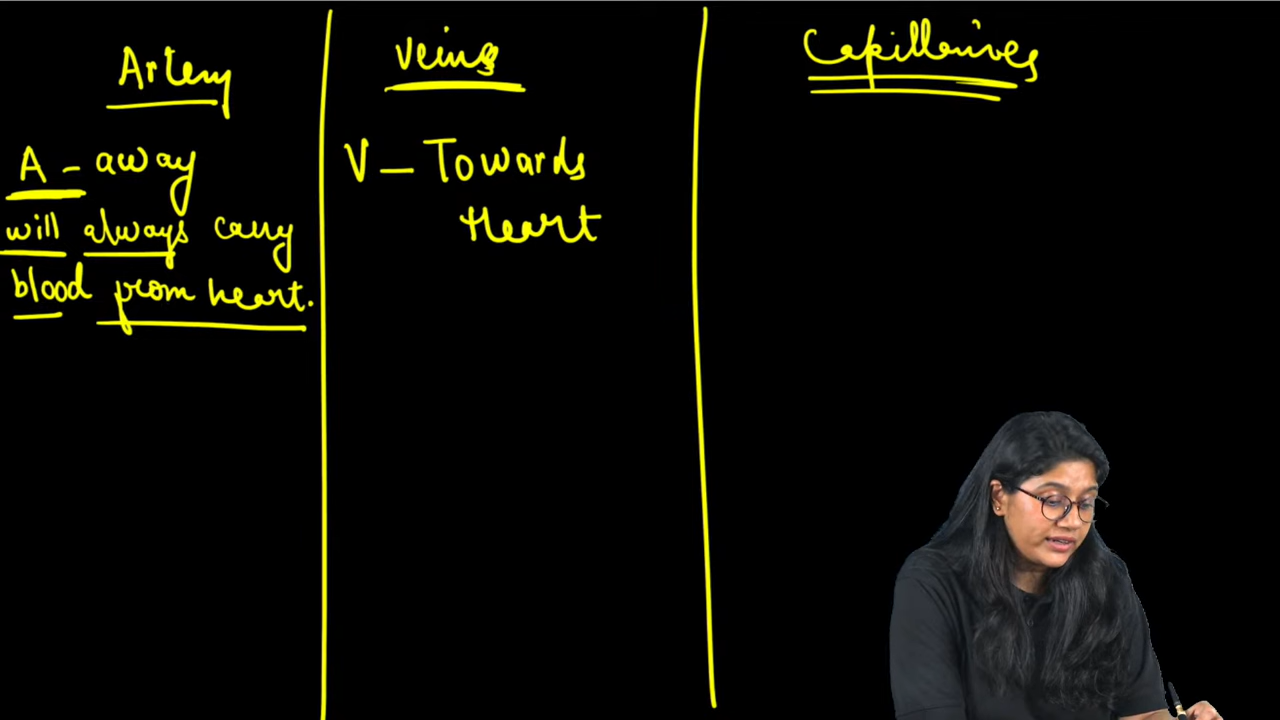 Artery
A - away
will always carry
blood from heart.
Veins
V - Towards
Heart
Capillaries